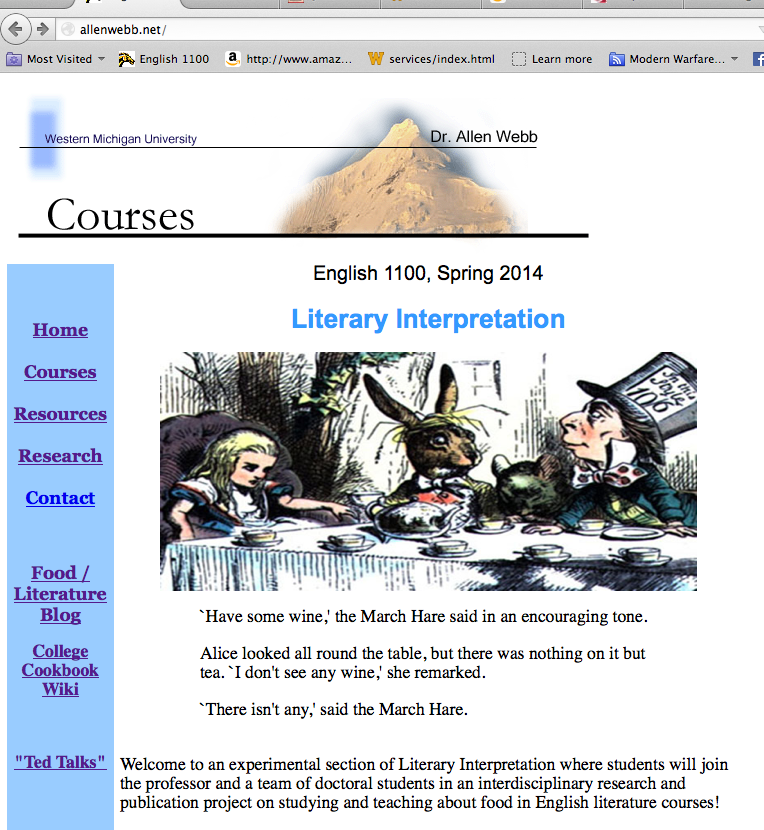 allenwebb.net/
Most Visited English 1100 http://www.amaz... services/index.html Learn more Modern Warfare...
Western Michigan University
Dr. Allen Webb
Courses
English 1100, Spring 2014
Literary Interpretation
Home
Courses
Resources
Research
Contact
Food /
Literature
Blog
College
Cookbook
Wiki
"Ted Talks"
In this
Style
10/6
`Have some wine,' the March Hare said in an encouraging tone.
Alice looked all round the table, but there was nothing on it but
tea. `I don't see any wine,' she remarked.
`There isn't any,' said the March Hare.
Welcome to an experimental section of Literary Interpretation where students will join
the professor and a team of doctoral students in an interdisciplinary research and
publication project on studying and teaching about food in English literature courses!